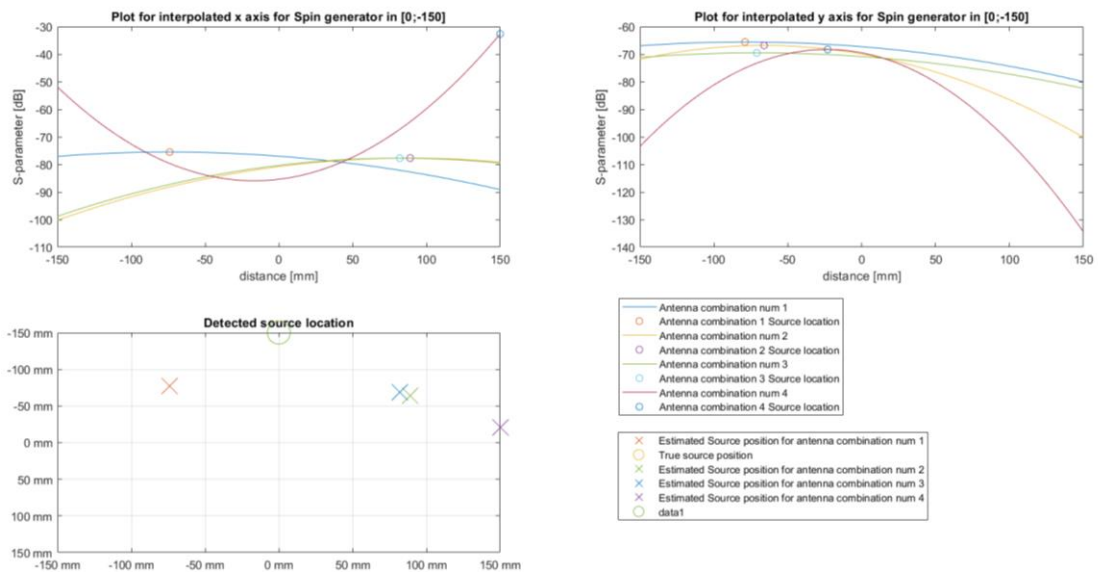 Plot for interpolated x axis for Spin generator in [0;-150]
-30
-40
-50
-60
-70
-80
-90
-100
-110
S-parameter [dB]
-150 -100 -50 0 50 100 150
distance [mm]
Plot for interpolated y axis for Spin generator in [0;-150]
-60
-70
-80
-90
-100
-110
-120
-130
-140
S-parameter [dB]
-150 -100 -50 0 50 100 150
distance [mm]
Detected source location
-150 mm
-100 mm
-50 mm
0 mm
50 mm
100 mm
150 mm
-150 mm -100 mm -50 mm 0 mm 50 mm 100 mm 150 mm
Antenna combination num 1
Antenna combination 1 Source location
Antenna combination num 2
Antenna combination 2 Source location
Antenna combination num 3
Antenna combination 3 Source location
Antenna combination num 4
Antenna combination 4 Source location
Estimated Source position for antenna combination num 1
True source position
Estimated Source position for antenna combination num 2
Estimated Source position for antenna combination num 3
Estimated Source position for antenna combination num 4
data1